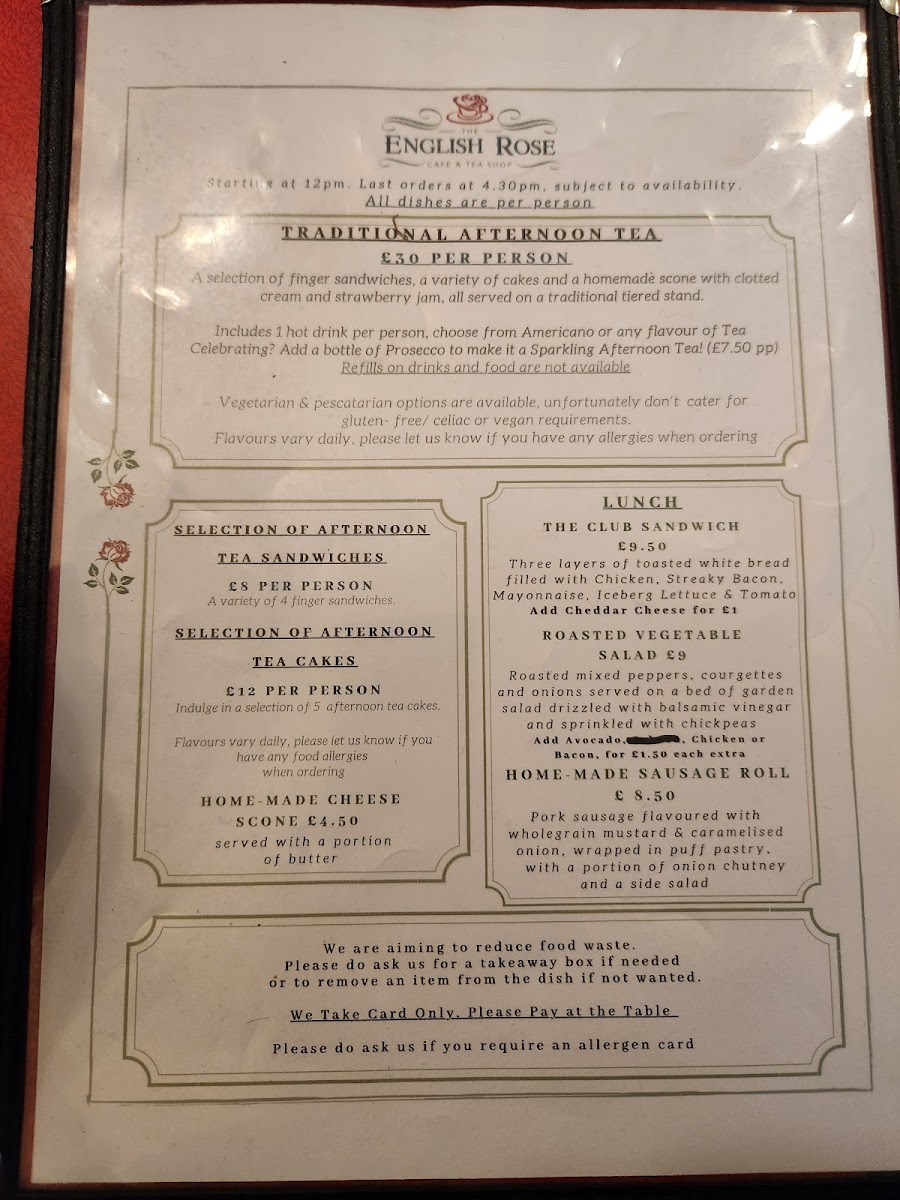 THE
ENGLISH ROSE
CAFE & TEA SHOP
Starting at 12pm. Last orders at 4.30pm, subject to availability.
All dishes are per person
TRADITIONAL AFTERNOON TEA
£30 PER PERSON
A selection of finger sandwiches, a variety of cakes and a homemade scone with clotted
cream and strawberry jam, all served on a traditional tiered stand.
Includes 1 hot drink per person, choose from Americano or any flavour of Tea
Celebrating? Add a bottle of Prosecco to make it a Sparkling Afternoon Tea! (£7.50 pp)
Refills on drinks and food are not available
Vegetarian & pescatarian options are available, unfortunately don't cater for
gluten- free/ celiac or vegan requirements.
Flavours vary daily, please let us know if you have any allergies when ordering
SELECTION OF AFTERNOON
TEA SANDWICHES
£8 PER PERSON
A variety of 4 finger sandwiches.
SELECTION OF AFTERNOON
TEA CAKES
£12 PER PERSON
Indulge in a selection of 5 afternoon tea cakes.
Flavours vary daily, please let us know if you
have any food allergies
when ordering
HOME-MADE CHEESE
SCONE £4.50
served with a portion
of butter
LUNCH
THE CLUB SANDWICH
£9.50
Three layers of toasted white bread
filled with Chicken, Streaky Bacon,
Mayonnaise, Iceberg Lettuce & Tomato
Add Cheddar Cheese for £1
ROASTED VEGETABLE
SALAD £9
Roasted mixed peppers, courgettes
and onions served on a bed of garden
salad drizzled with balsamic vinegar
and sprinkled with chickpeas
Add Avocado, , Chicken or
Bacon, for £1.50 each extra
HOME-MADE SAUSAGE ROLL
£ 8.50
Pork sausage flavoured with
wholegrain mustard & caramelised
onion, wrapped in puff pastry,
with a portion of onion chutney
and a side salad
We are aiming to reduce food waste.
Please do ask us for a takeaway box if needed
or to remove an item from the dish if not wanted.
We Take Card Only. Please Pay at the Table
Please do ask us if you require an allergen card